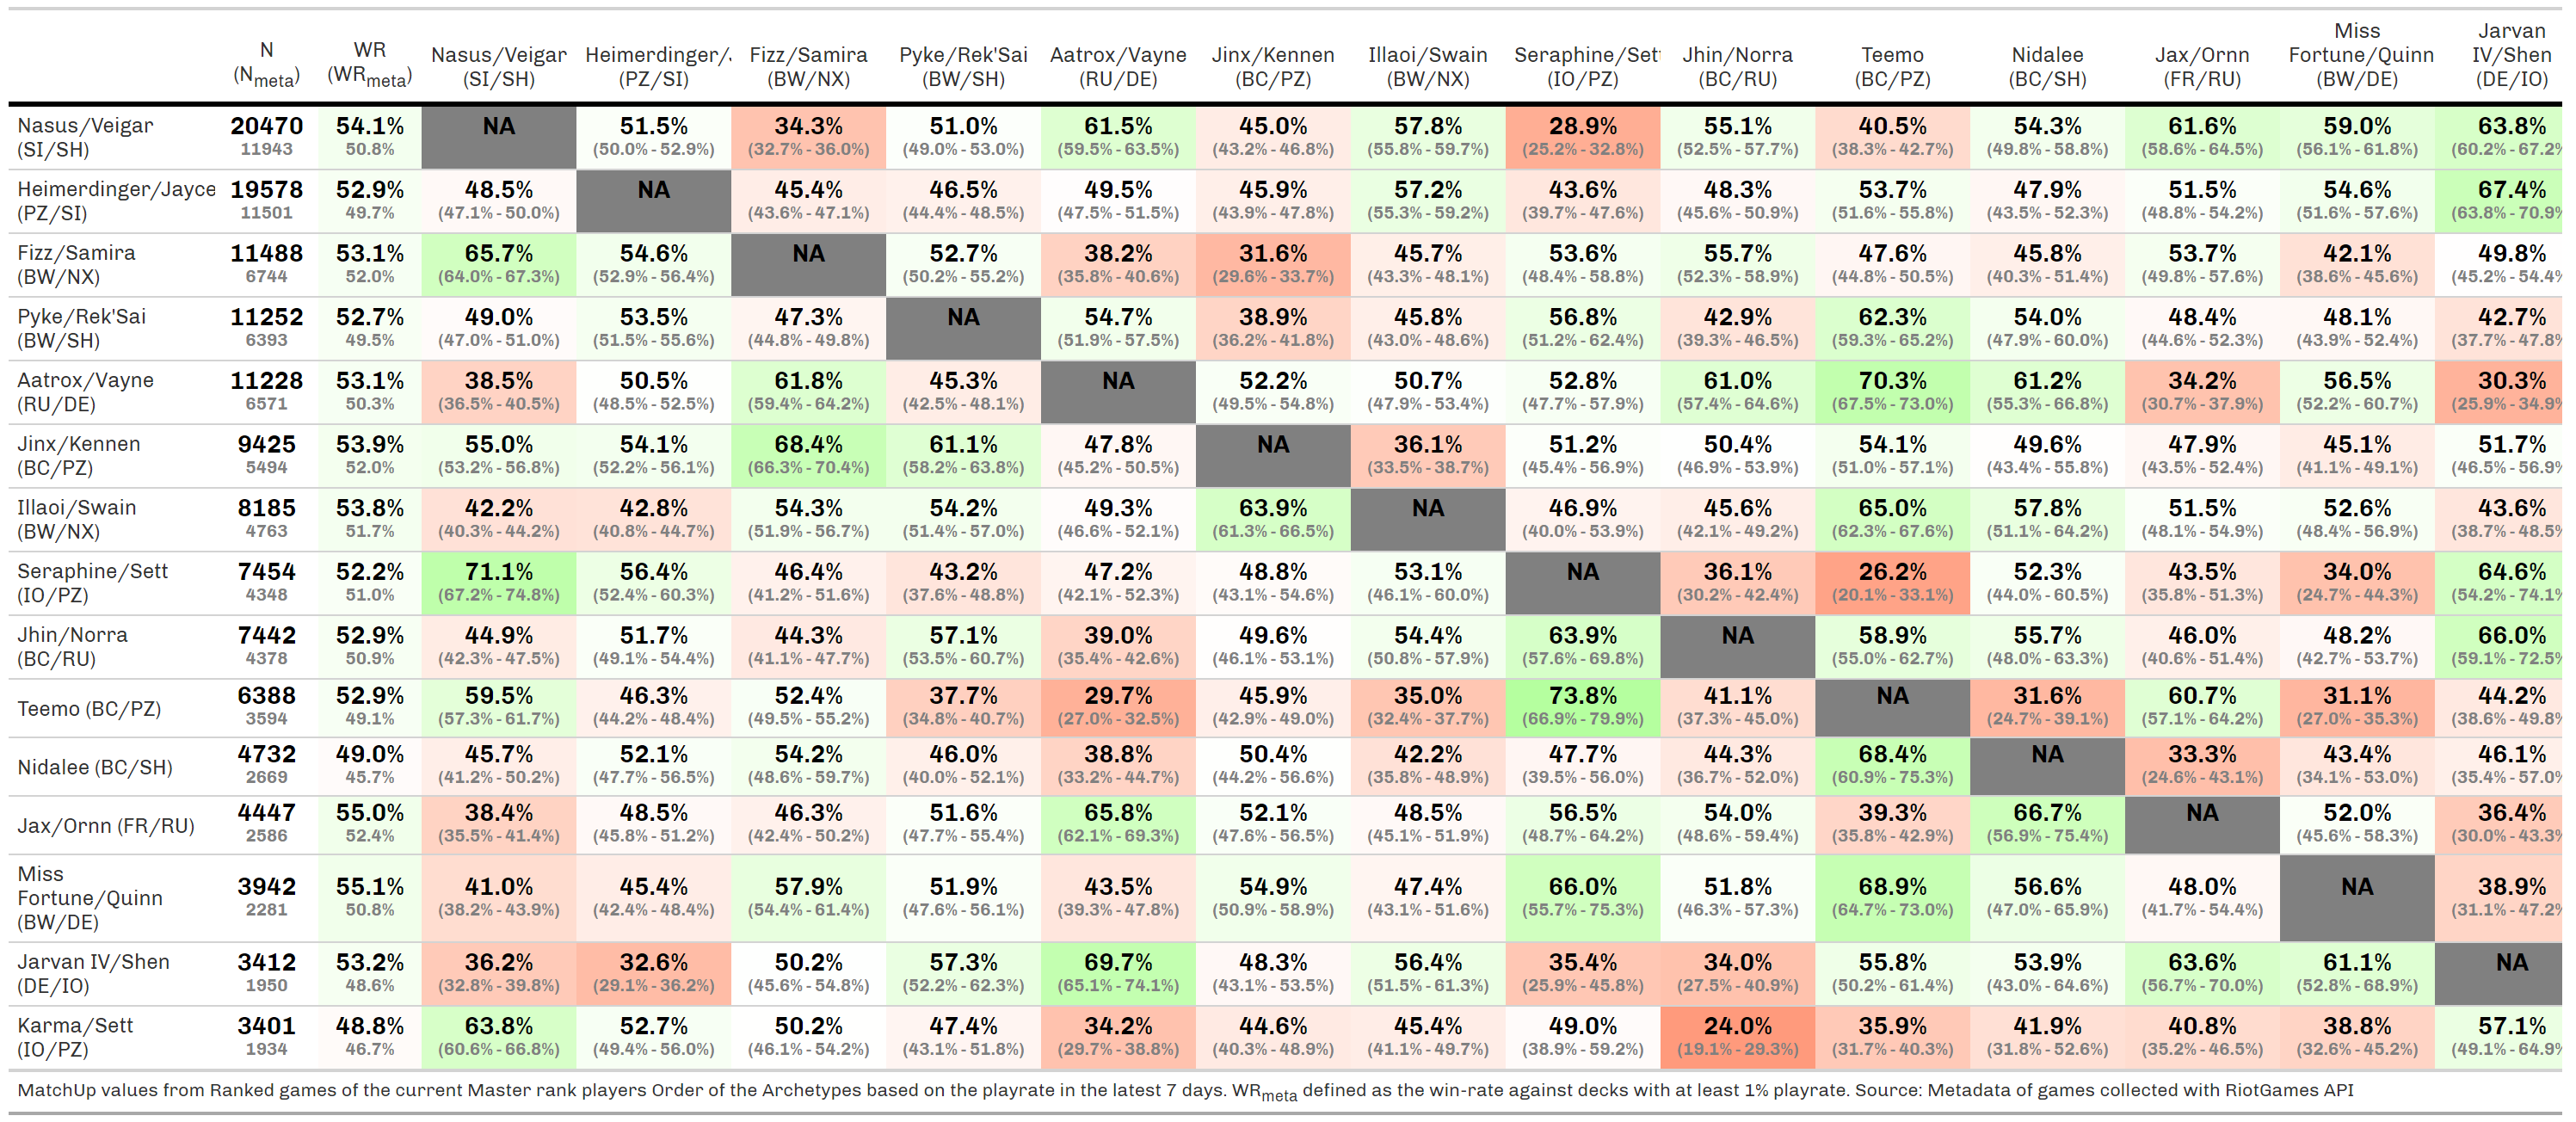 N (Nmeta) WR (WRmeta) Nasus/Veigar (SI/SH) Heimerdinger/ (PZ/SI) Fizz/Samira (BW/NX) Pyke/Rek'Sai (BW/SH) Aatrox/Vayne (RU/DE) Jinx/Kennen (BC/PZ) Illaoi/Swain (BW/NX) Seraphine/Sett (IO/PZ) Jhin/Norra (BC/RU) Teemo (BC/PZ) Nidalee (BC/SH) Jax/Ornn (FR/RU) Miss Fortune/Quinn (BW/DE) Jarvan IV/Shen (DE/IO)
Nasus/Veigar 20470 54.1% NA 51.5% 34.3% 51.0% 61.5% 45.0% 57.8% 28.9% 55.1% 40.5% 54.3% 61.6% 59.0% 63.8%
(SI/SH) 11943 50.8% (50.0% - 52.9%) (32.7% - 36.0%) (49.0% - 53.0%) (59.5% - 63.5%) (43.2% - 46.8%) (55.8% - 59.7%) (25.2% - 32.8%) (52.5% - 57.7%) (38.3% - 42.7%) (49.8% - 58.8%) (58.6% - 64.5%) (56.1% - 61.8%) (60.2% - 67.2%
Heimerdinger/Jayce 19578 52.9% 48.5% NA 45.4% 46.5% 49.5% 45.9% 57.2% 43.6% 48.3% 53.7% 47.9% 51.5% 54.6% 67.4%
(PZ/SI) 11501 49.7% (47.1% - 50.0%) (43.6% - 47.1%) (44.4% - 48.5%) (47.5% - 51.5%) (43.9% - 47.8%) (55.3% - 59.2%) (39.7% - 47.6%) (45.6% - 50.9%) (51.6% - 55.8%) (43.5% - 52.3%) (48.8% - 54.2%) (51.6% - 57.6%) (63.8% - 70.9%
Fizz/Samira 11488 53.1% 65.7% 54.6% NA 52.7% 38.2% 31.6% 45.7% 53.6% 55.7% 47.6% 45.8% 53.7% 42.1% 49.8%
(BW/NX) 6744 52.0% (64.0% - 67.3%) (52.9% - 56.4%) (50.2% - 55.2%) (35.8% - 40.6%) (29.6% - 33.7%) (43.3% - 48.1%) (48.4% - 58.8%) (52.3% - 58.9%) (44.8% - 50.5%) (40.3% - 51.4%) (49.8% - 57.6%) (38.6% - 45.6%) (45.2% - 54.4%
Pyke/Rek'Sai 11252 52.7% 49.0% 53.5% 47.3% NA 54.7% 38.9% 45.8% 56.8% 42.9% 62.3% 54.0% 48.4% 48.1% 42.7%
(BW/SH) 6393 49.5% (47.0% - 51.0%) (51.5% - 55.6%) (44.8% - 49.8%) (51.9% - 57.5%) (36.2% - 41.8%) (43.0% - 48.6%) (51.2% - 62.4%) (39.3% - 46.5%) (59.3% - 65.2%) (47.9% - 60.0%) (44.6% - 52.3%) (43.9% - 52.4%) (37.7% - 47.8%
Aatrox/Vayne 11228 53.1% 38.5% 50.5% 61.8% 45.3% NA 52.2% 50.7% 52.8% 61.0% 70.3% 61.2% 34.2% 56.5% 30.3%
(RU/DE) 6571 50.3% (36.5% - 40.5%) (48.5% - 52.5%) (59.4% - 64.2%) (42.5% - 48.1%) (49.5% - 54.8%) (47.9% - 53.4%) (47.7% - 57.9%) (57.4% - 64.6%) (67.5% - 73.0%) (55.3% - 66.8%) (30.7% - 37.9%) (52.2% - 60.7%) (25.9% - 34.9%
Jinx/Kennen 9425 53.9% 55.0% 54.1% 68.4% 61.1% 47.8% NA 36.1% 51.2% 50.4% 54.1% 49.6% 47.9% 45.1% 51.7%
(BC/PZ) 5494 52.0% (53.2% - 56.8%) (52.2% - 56.1%) (66.3% - 70.4%) (58.2% - 63.8%) (45.2% - 50.5%) (33.5% - 38.7%) (45.4% - 56.9%) (46.9% - 53.9%) (51.0% - 57.1%) (43.4% - 55.8%) (43.5% - 52.4%) (41.1% - 49.1%) (46.5% - 56.9%
Illaoi/Swain 8185 53.8% 42.2% 42.8% 54.3% 54.2% 49.3% 63.9% NA 46.9% 45.6% 65.0% 57.8% 51.5% 52.6% 43.6%
(BW/NX) 4763 51.7% (40.3% - 44.2%) (40.8% - 44.7%) (51.9% - 56.7%) (51.4% - 57.0%) (46.6% - 52.1%) (61.3% - 66.5%) (40.0% - 53.9%) (42.1% - 49.2%) (62.3% - 67.6%) (51.1% - 64.2%) (48.1% - 54.9%) (48.4% - 56.9%) (38.7% - 48.5%
Seraphine/Sett 7454 52.2% 71.1% 56.4% 46.4% 43.2% 47.2% 48.8% 53.1% NA 36.1% 26.2% 52.3% 43.5% 34.0% 64.6%
(IO/PZ) 4348 51.0% (67.2% - 74.8%) (52.4% - 60.3%) (41.2% - 51.6%) (37.6% - 48.8%) (42.1% - 52.3%) (43.1% - 54.6%) (46.1% - 60.0%) (30.2% - 42.4%) (20.1% - 33.1%) (44.0% - 60.5%) (35.8% - 51.3%) (24.7% - 44.3%) (54.2% - 74.1%
Jhin/Norra 7442 52.9% 44.9% 51.7% 44.3% 57.1% 39.0% 49.6% 54.4% 63.9% NA 58.9% 55.7% 46.0% 48.2% 66.0%
(BC/RU) 4378 50.9% (42.3% - 47.5%) (49.1% - 54.4%) (41.1% - 47.7%) (53.5% - 60.7%) (35.4% - 42.6%) (46.1% - 53.1%) (50.8% - 57.9%) (57.6% - 69.8%) (55.0% - 62.7%) (48.0% - 63.3%) (40.6% - 51.4%) (42.7% - 53.7%) (59.1% - 72.5%
Teemo (BC/PZ) 6388 52.9% 59.5% 46.3% 52.4% 37.7% 29.7% 45.9% 35.0% 73.8% 41.1% NA 31.6% 60.7% 31.1% 44.2%
3594 49.1% (57.3% - 61.7%) (44.2% - 48.4%) (49.5% - 55.2%) (34.8% - 40.7%) (27.0% - 32.5%) (42.9% - 49.0%) (32.4% - 37.7%) (66.9% - 79.9%) (37.3% - 45.0%) (24.7% - 39.1%) (57.1% - 64.2%) (27.0% - 35.3%) (38.6% - 49.8%
Nidalee (BC/SH) 4732 49.0% 45.7% 52.1% 54.2% 46.0% 38.8% 50.4% 42.2% 47.7% 44.3% 68.4% NA 33.3% 43.4% 46.1%
2669 45.7% (41.2% - 50.2%) (47.7% - 56.5%) (48.6% - 59.7%) (40.0% - 52.1%) (33.2% - 44.7%) (44.2% - 56.6%) (35.8% - 48.9%) (39.5% - 56.0%) (36.7% - 52.0%) (60.9% - 75.3%) (24.6% - 43.1%) (34.1% - 53.0%) (35.4% - 57.0%
Jax/Ornn (FR/RU) 4447 55.0% 38.4% 48.5% 46.3% 51.6% 65.8% 52.1% 48.5% 56.5% 54.0% 39.3% 66.7% NA 52.0% 36.4%
2586 52.4% (35.5% - 41.4%) (45.8% - 51.2%) (42.4% - 50.2%) (47.7% - 55.4%) (62.1% - 69.3%) (47.6% - 56.5%) (45.1% - 51.9%) (48.7% - 64.2%) (48.6% - 59.4%) (35.8% - 42.9%) (56.9% - 75.4%) (45.6% - 58.3%) (30.0% - 43.3%
Miss
Fortune/Quinn 3942 55.1% 41.0% 45.4% 57.9% 51.9% 43.5% 54.9% 47.4% 66.0% 51.8% 68.9% 56.6% 48.0% NA 38.9%
(BW/DE) 2281 50.8% (38.2% - 43.9%) (42.4% - 48.4%) (54.4% - 61.4%) (47.6% - 56.1%) (39.3% - 47.8%) (50.9% - 58.9%) (43.1% - 51.6%) (55.7% - 75.3%) (46.3% - 57.3%) (64.7% - 73.0%) (47.0% - 65.9%) (41.7% - 54.4%) (31.1% - 47.2%
Jarvan IV/Shen 3412 53.2% 36.2% 32.6% 50.2% 57.3% 69.7% 48.3% 56.4% 35.4% 34.0% 55.8% 53.9% 63.6% 61.1% NA
(DE/IO) 1950 48.6% (32.8% - 39.8%) (29.1% - 36.2%) (45.6% - 54.8%) (52.2% - 62.3%) (65.1% - 74.1%) (43.1% - 53.5%) (51.5% - 61.3%) (25.9% - 45.8%) (27.5% - 40.9%) (50.2% - 61.4%) (43.0% - 64.6%) (56.7% - 70.0%) (52.8% - 68.9%)
Karma/Sett 3401 48.8% 63.8% 52.7% 50.2% 47.4% 34.2% 44.6% 45.4% 49.0% 24.0% 35.9% 41.9% 40.8% 38.8% 57.1%
(IO/PZ) 1934 46.7% (60.6% - 66.8%) (49.4% - 56.0%) (46.1% - 54.2%) (43.1% - 51.8%) (29.7% - 38.8%) (40.3% - 48.9%) (41.1% - 49.7%) (38.9% - 59.2%) (19.1% - 29.3%) (31.7% - 40.3%) (31.8% - 52.6%) (35.2% - 46.5%) (32.6% - 45.2%) (49.1% - 64.9%
MatchUp values from Ranked games of the current Master rank players Order of the Archetypes based on the playrate in the latest 7 days. WRmeta defined as the win-rate against decks with at least 1% playrate. Source: Metadata of games collected with RiotGames API